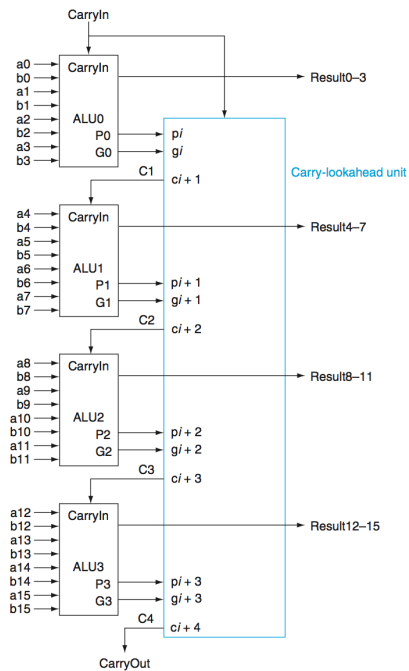 CarryIn
a0 CarryIn
b0 Result0–3
a1
b1
a2 ALU0
b2 P0 pi
a3 G0 gi
b3
C1 ci + 1
Carry-lookahead unit
a4 CarryIn
b4 Result4–7
a5
b5
a6 ALU1
b6 P1 pi + 1
a7 G1 gi + 1
b7
C2 ci + 2
a8 CarryIn
b8 Result8–11
a9
b9
a10 ALU2
b10 P2 pi + 2
a11 G2 gi + 2
b11
C3 ci + 3
a12 CarryIn
b12 Result12–15
a13
b13
a14 ALU3
b14 P3 pi + 3
a15 G3 gi + 3
b15
C4 ci + 4
CarryOut